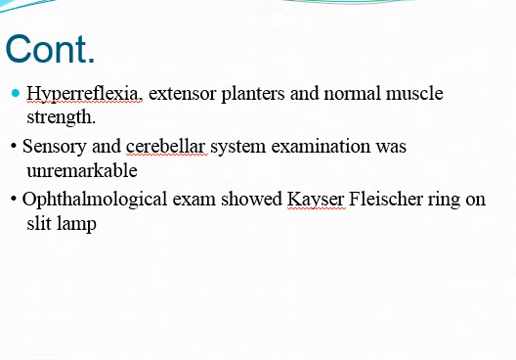 Cont.
• Hyperreflexia, extensor planters and normal muscle
strength.
• Sensory and cerebellar system examination was
unremarkable
• Ophthalmological exam showed Kayser Fleischer ring on
slit lamp